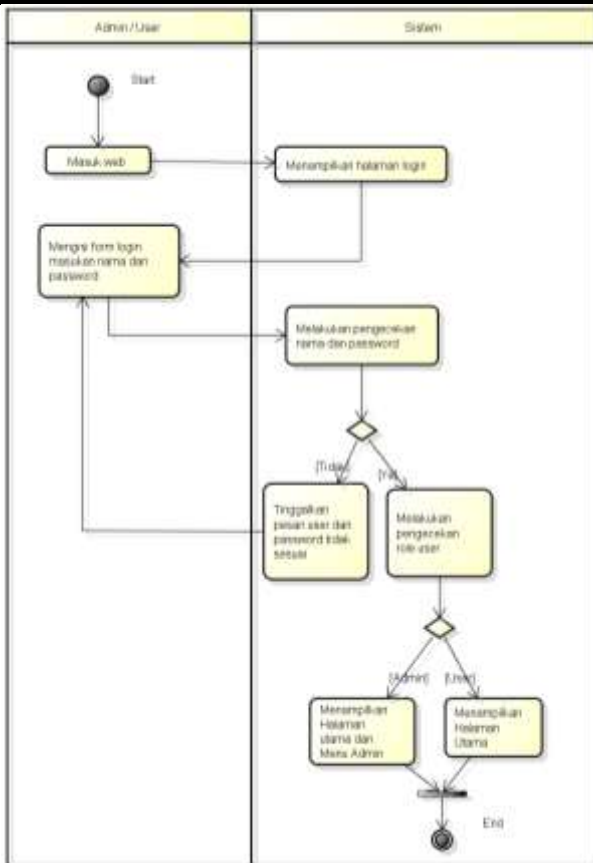 Admin / User
Sistem
Start
Masuk web
Menampilkan halaman login
Mengisi form login
masukan nama dan
password
Melakukan pengecekan
nama dan password
[Tidak]
[Ya]
Tinggalkan
pesan user dan
password tidak
sesuai
Melakukan
pengecekan
role user
[Admin]
[User]
Menampilkan
Halaman
utama dan
Menu Admin
Menampilkan
Halaman
Utama
End